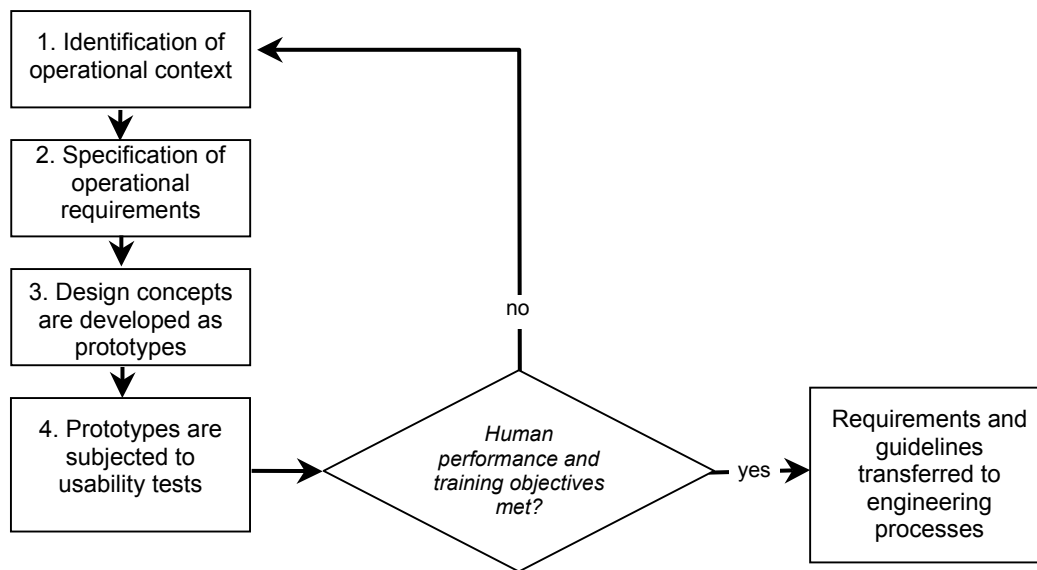 1. Identification of
operational context
2. Specification of
operational
requirements
3. Design concepts
are developed as
prototypes
4. Prototypes are
subjected to
usability tests
Human
performance and
training objectives
met?
no
yes
Requirements and
guidelines
transferred to
engineering
processes